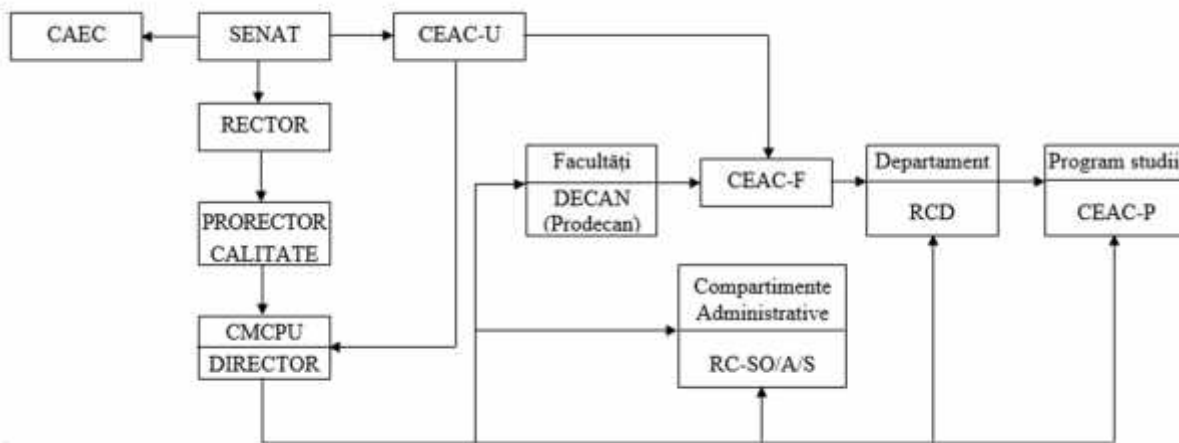 CAEC
SENAT
CEAC-U
RECTOR
PRORECTOR
CALITATE
CMCPU
DIRECTOR
Facultăți
DECAN
(Prodecan)
CEAC-F
Departament
RCD
Program studii
CEAC-P
Compartimente
Administrative
RC-SO/A/S